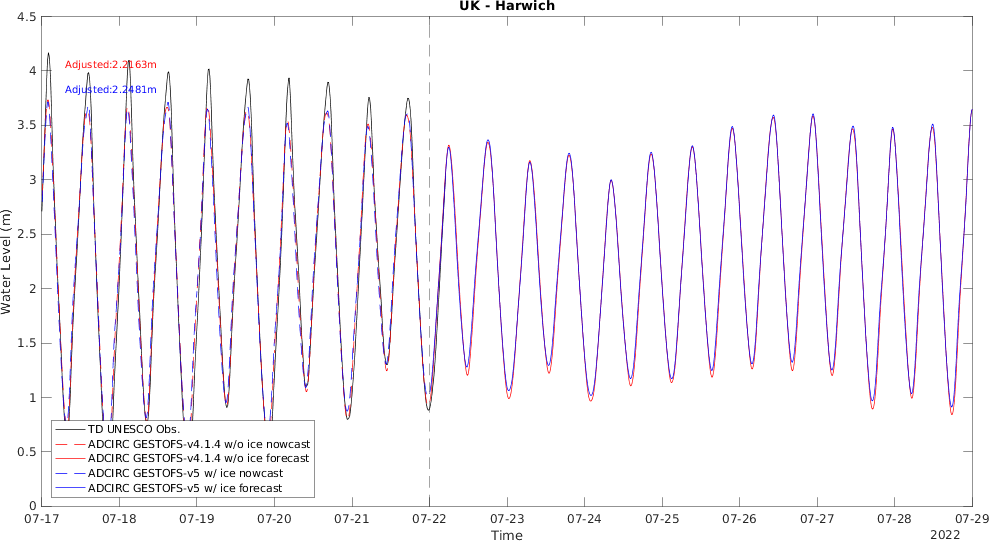 UK - Harwich
4.5
4
3.5
3
2.5
2
1.5
1
0.5
0
Water Level (m)
Adjusted:2.2163m
Adjusted:2.2481m
TD UNESCO Obs.
ADCIRC GESTOFS-v4.1.4 w/o ice nowcast
ADCIRC GESTOFS-v4.1.4 w/o ice forecast
ADCIRC GESTOFS-v5 w/ ice nowcast
ADCIRC GESTOFS-v5 w/ ice forecast
07-17 07-18 07-19 07-20 07-21 07-22 07-23 07-24 07-25 07-26 07-27 07-28 07-29
Time
2022